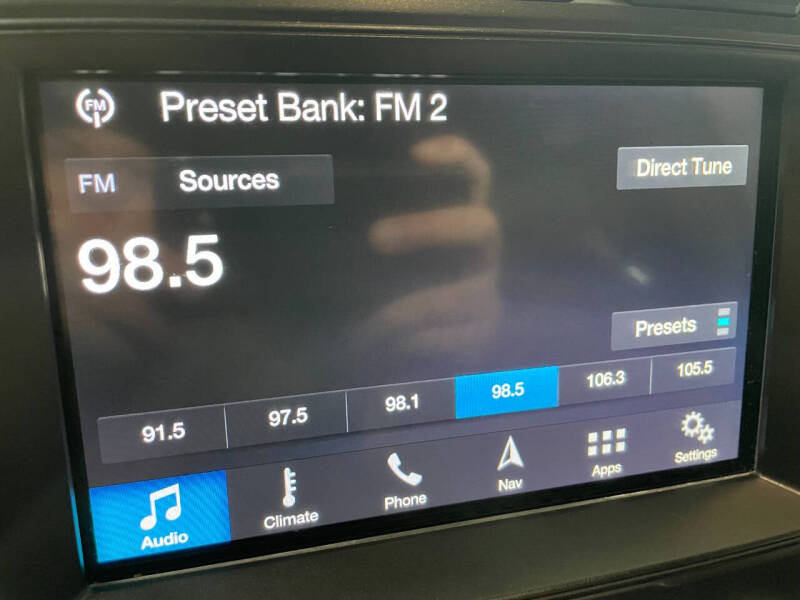 FM Preset Bank: FM 2
FM Sources Direct Tune
98.5
Presets
91.5 97.5 98.1 98.5 106.3 105.5
Audio Climate Phone Nav Apps Settings